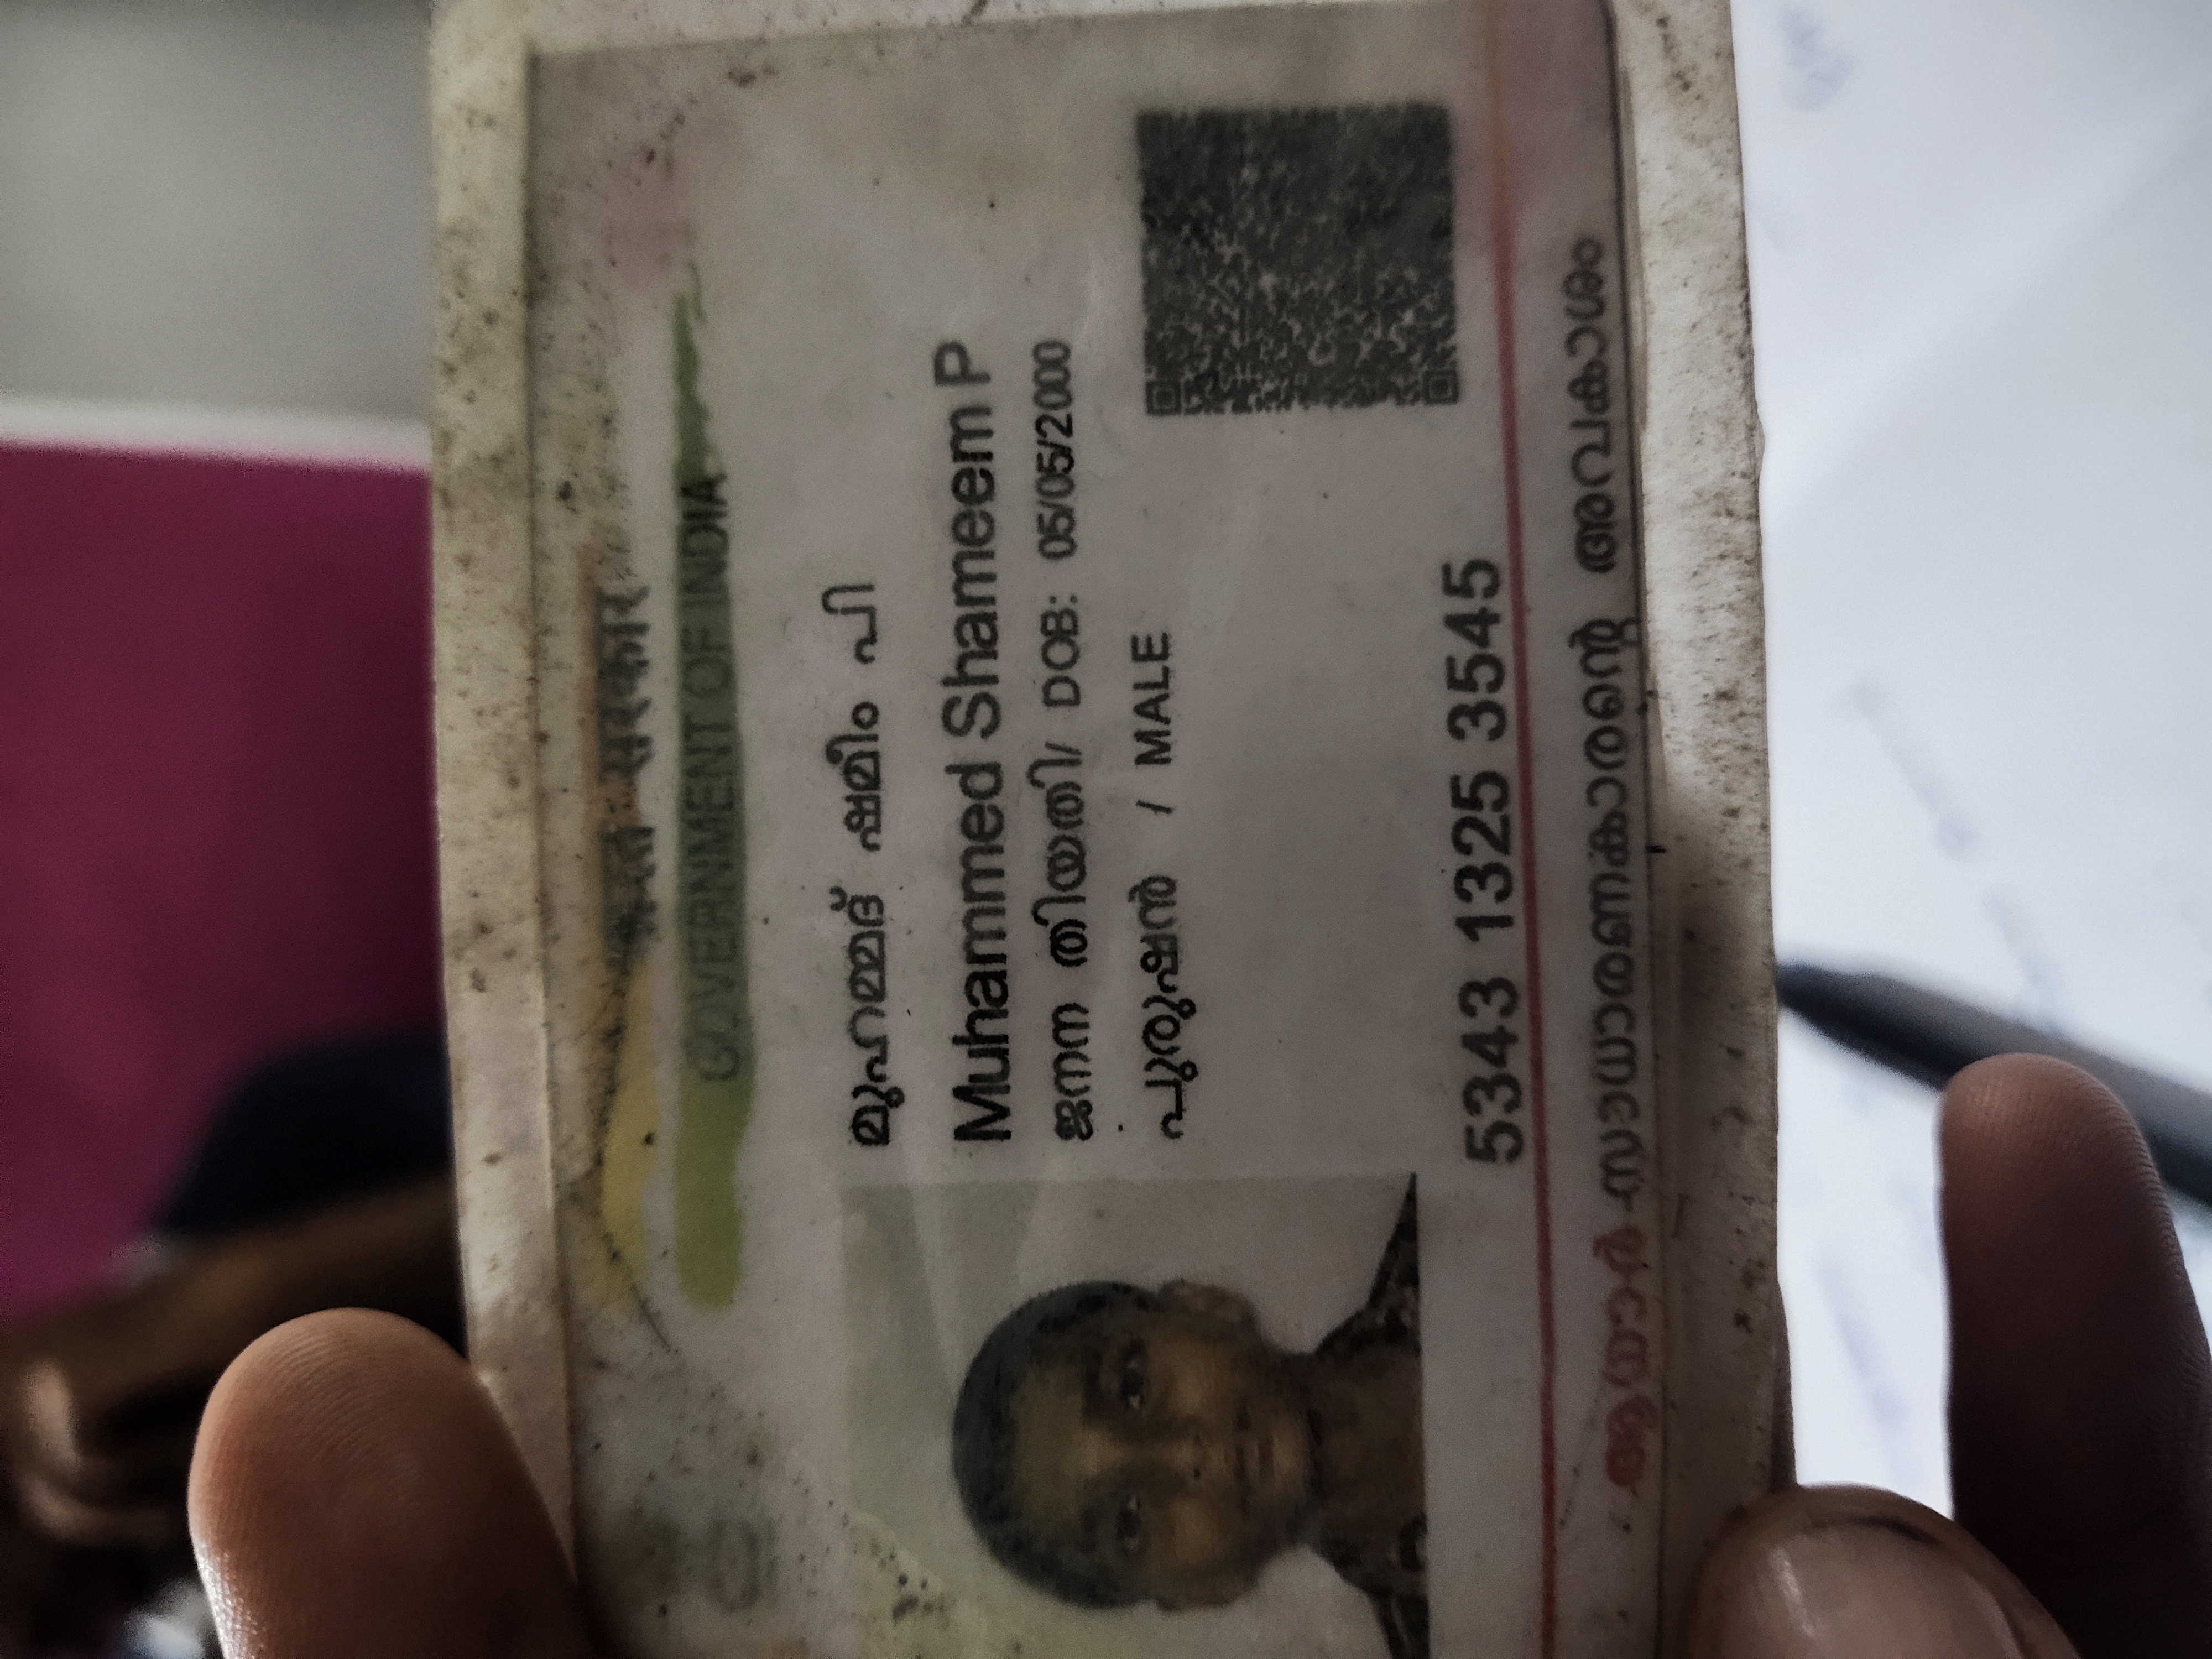 भारत सरकार
GOVERNMENT OF INDIA
മുഹമ്മദ് ഷമീം പി
Muhammed Shameem P
ജനന തിയതി/ DOB: 05/05/2000
പുരുഷൻ / MALE
5343 1325 3545
ആധാർ-സാധാരണകാരന്റെ അവകാശം